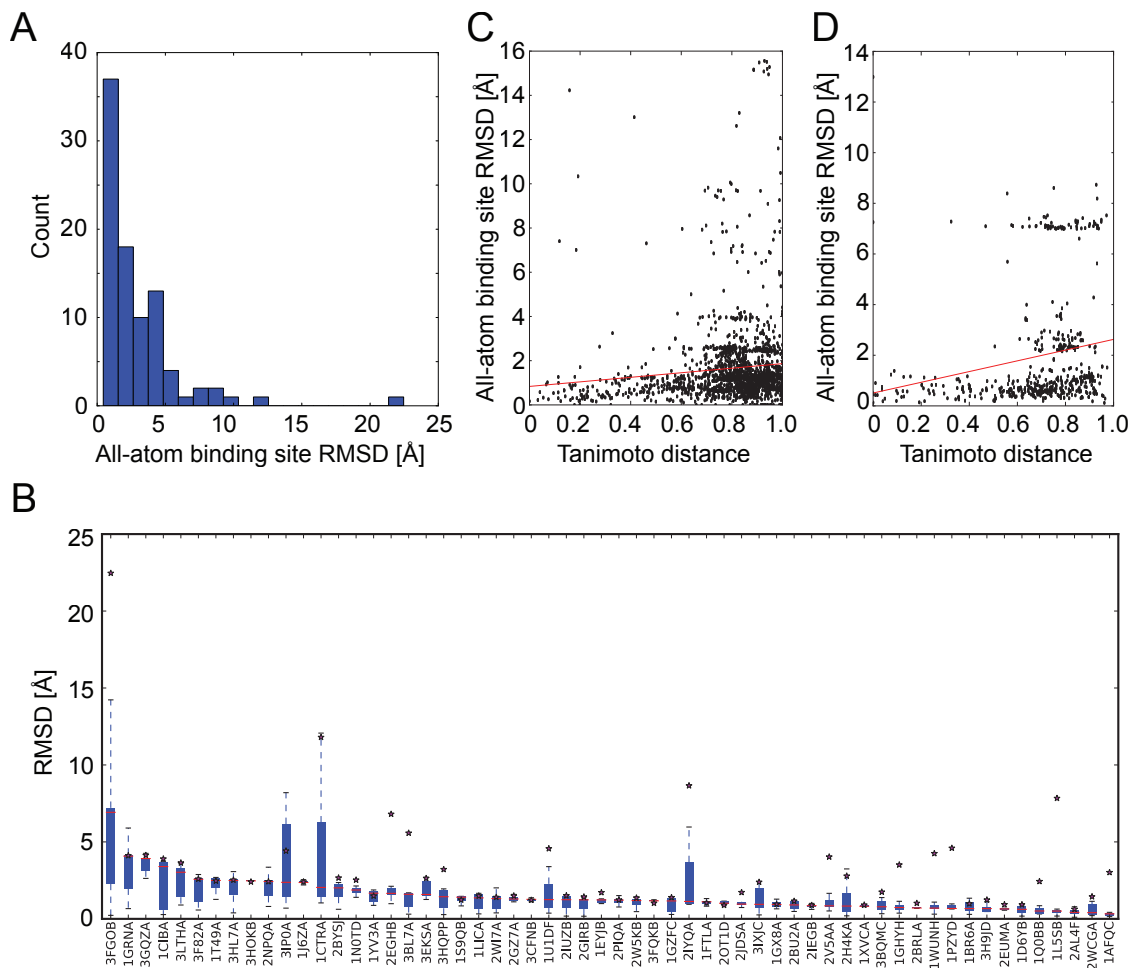 A
40
30
20
10
0
Count
0
5
10
15
20
25
All-atom binding site RMSD [Å]
C
16
14
12
10
8
6
4
2
0
All-atom binding site RMSD [Å]
0
0.2
0.4
0.6
0.8
1.0
Tanimoto distance
D
14
12
10
8
6
4
2
0
All-atom binding site RMSD [Å]
0
0.2
0.4
0.6
0.8
1.0
Tanimoto distance
B
25
20
15
10
5
0
RMSD [Å]
3FGOB
1GRNA
3GQZA
1CIBA
3LTHA
3F82A
1T49A
3HL7A
3HOKB
2NPQA
3IP0A
1J6ZA
1CTRA
2BYSJ
1N0TD
1YV3A
2EGHB
3BL7A
3EKSA
3HQPP
1S9QB
1LICA
2WI7A
2GZ7A
3CFNB
1U1DF
2IUZB
2GIRB
1EYJB
2PIQA
2W5KB
3FQKB
1GZFC
2IYQA
1FTLA
2OT1D
2JDSA
3IXJC
1GX8A
2BU2A
2IEGB
2V5AA
2H4KA
1XVCA
3BQMC
1GHYH
2BRLA
1WUNH
1PZYD
1BR6A
3H9JD
2EUMA
1D6YB
1Q0BB
1L5SB
2AL4F
2WCGA
1AFQC